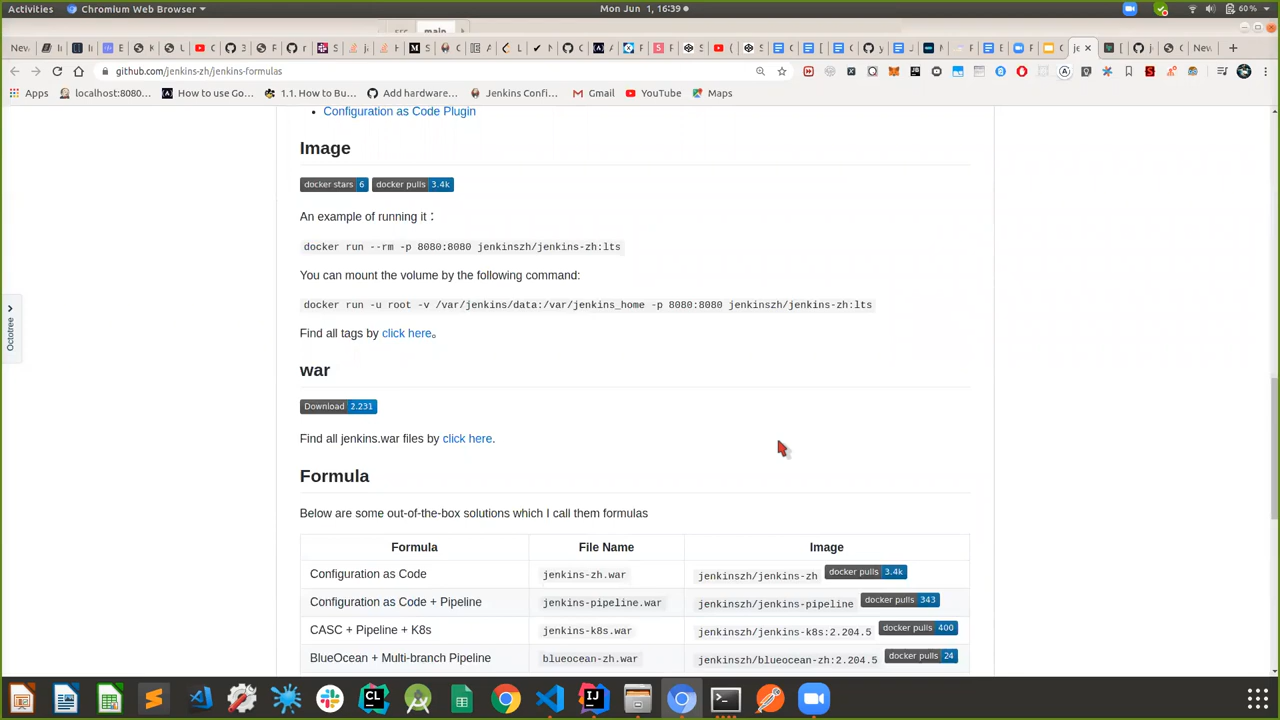 Activities
Chromium Web Browser
Mon Jun 1, 16:39
60 %
src
main
New
github.com/jenkins-zh/jenkins-formulas
Apps
localhost:8080...
How to use Go...
1.1. How to Bu...
Add hardware...
Jenkins Confi...
Gmail
YouTube
Maps
Configuration as Code Plugin
Image
docker stars 6
docker pulls 3.4k
An example of running it：
docker run --rm -p 8080:8080 jenkinszh/jenkins-zh:lts
You can mount the volume by the following command:
docker run -u root -v /var/jenkins/data:/var/jenkins_home -p 8080:8080 jenkinszh/jenkins-zh:lts
Find all tags by click here。
war
Download 2.231
Find all jenkins.war files by click here.
Formula
Below are some out-of-the-box solutions which I call them formulas
Formula File Name Image
Configuration as Code jenkins-zh.war jenkinszh/jenkins-zh docker pulls 3.4k
Configuration as Code + Pipeline jenkins-pipeline.war jenkinszh/jenkins-pipeline docker pulls 343
CASC + Pipeline + K8s jenkins-k8s.war jenkinszh/jenkins-k8s:2.204.5 docker pulls 400
BlueOcean + Multi-branch Pipeline blueocean-zh.war jenkinszh/blueocean-zh:2.204.5 docker pulls 24
Octotree